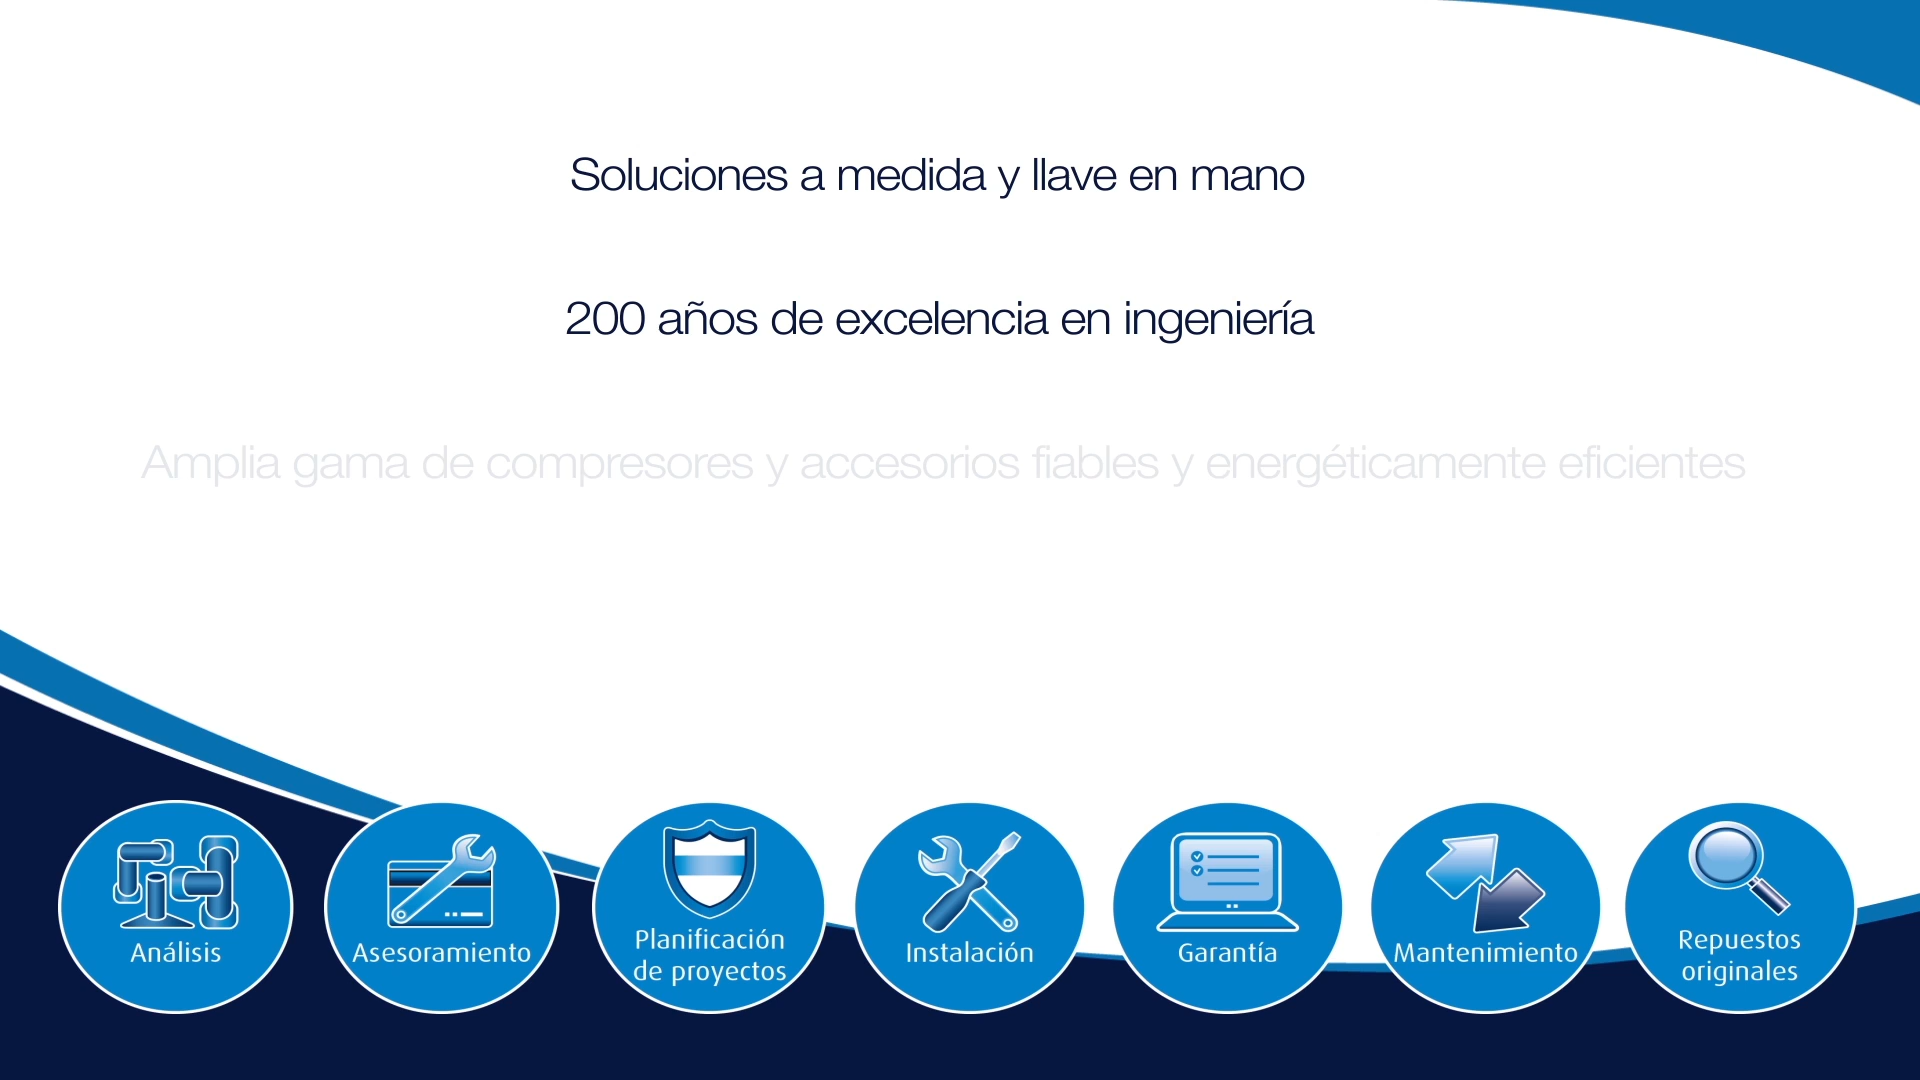 Soluciones a medida y llave en mano
200 años de excelencia en ingeniería
Amplia gama de compresores y accesorios fiables y energéticamente eficientes
Análisis
Asesoramiento
Planificación
de proyectos
Instalación
Garantía
Mantenimiento
Repuestos
originales